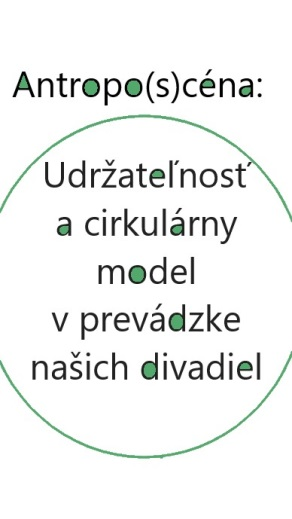 Antropo(s)céna:
Udržateľnosť
a cirkulárny
model
v prevádzke
našich divadiel